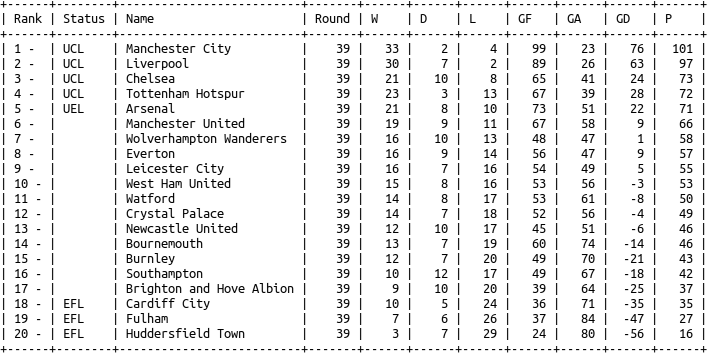 +-------+--------+--------------------------+-------+------+------+------+------+------+------+------+
| Rank | Status | Name | Round | W | D | L | GF | GA | GD | P |
+-------+--------+--------------------------+-------+------+------+------+------+------+------+------+
| 1 - | UCL | Manchester City | 39 | 33 | 2 | 4 | 99 | 23 | 76 | 101 |
| 2 - | UCL | Liverpool | 39 | 30 | 7 | 2 | 89 | 26 | 63 | 97 |
| 3 - | UCL | Chelsea | 39 | 21 | 10 | 8 | 65 | 41 | 24 | 73 |
| 4 - | UCL | Tottenham Hotspur | 39 | 23 | 3 | 13 | 67 | 39 | 28 | 72 |
| 5 - | UEL | Arsenal | 39 | 21 | 8 | 10 | 73 | 51 | 22 | 71 |
| 6 - | | Manchester United | 39 | 19 | 9 | 11 | 67 | 58 | 9 | 66 |
| 7 - | | Wolverhampton Wanderers | 39 | 16 | 10 | 13 | 48 | 47 | 1 | 58 |
| 8 - | | Everton | 39 | 16 | 9 | 14 | 56 | 47 | 9 | 57 |
| 9 - | | Leicester City | 39 | 16 | 7 | 16 | 54 | 49 | 5 | 55 |
| 10 - | | West Ham United | 39 | 15 | 8 | 16 | 53 | 56 | -3 | 53 |
| 11 - | | Watford | 39 | 14 | 8 | 17 | 53 | 61 | -8 | 50 |
| 12 - | | Crystal Palace | 39 | 14 | 7 | 18 | 52 | 56 | -4 | 49 |
| 13 - | | Newcastle United | 39 | 12 | 10 | 17 | 45 | 51 | -6 | 46 |
| 14 - | | Bournemouth | 39 | 13 | 7 | 19 | 60 | 74 | -14 | 46 |
| 15 - | | Burnley | 39 | 12 | 7 | 20 | 49 | 70 | -21 | 43 |
| 16 - | | Southampton | 39 | 10 | 12 | 17 | 49 | 67 | -18 | 42 |
| 17 - | | Brighton and Hove Albion | 39 | 9 | 10 | 20 | 39 | 64 | -25 | 37 |
| 18 - | EFL | Cardiff City | 39 | 10 | 5 | 24 | 36 | 71 | -35 | 35 |
| 19 - | EFL | Fulham | 39 | 7 | 6 | 26 | 37 | 84 | -47 | 27 |
| 20 - | EFL | Huddersfield Town | 39 | 3 | 7 | 29 | 24 | 80 | -56 | 16 |
+-------+--------+--------------------------+-------+------+------+------+------+------+------+------+